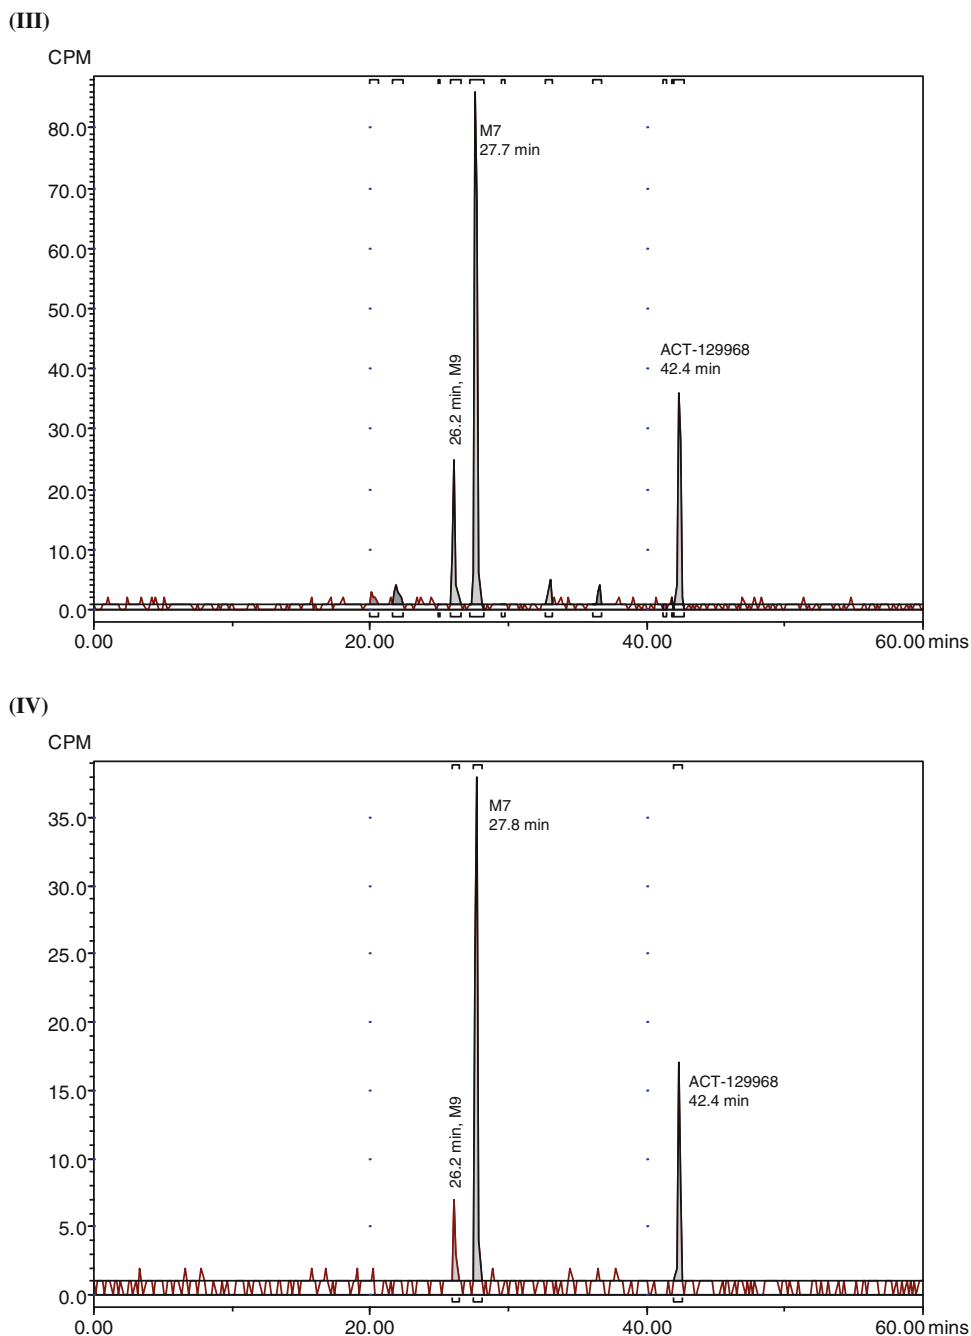 (III)
CPM
80.0
70.0
60.0
50.0
40.0
30.0
20.0
10.0
0.0
M7
27.7 min
26.2 min, M9
ACT-129968
42.4 min
0.00
20.00
40.00
60.00 mins
(IV)
CPM
35.0
30.0
25.0
20.0
15.0
10.0
5.0
0.0
M7
27.8 min
26.2 min, M9
ACT-129968
42.4 min
0.00
20.00
40.00
60.00 mins